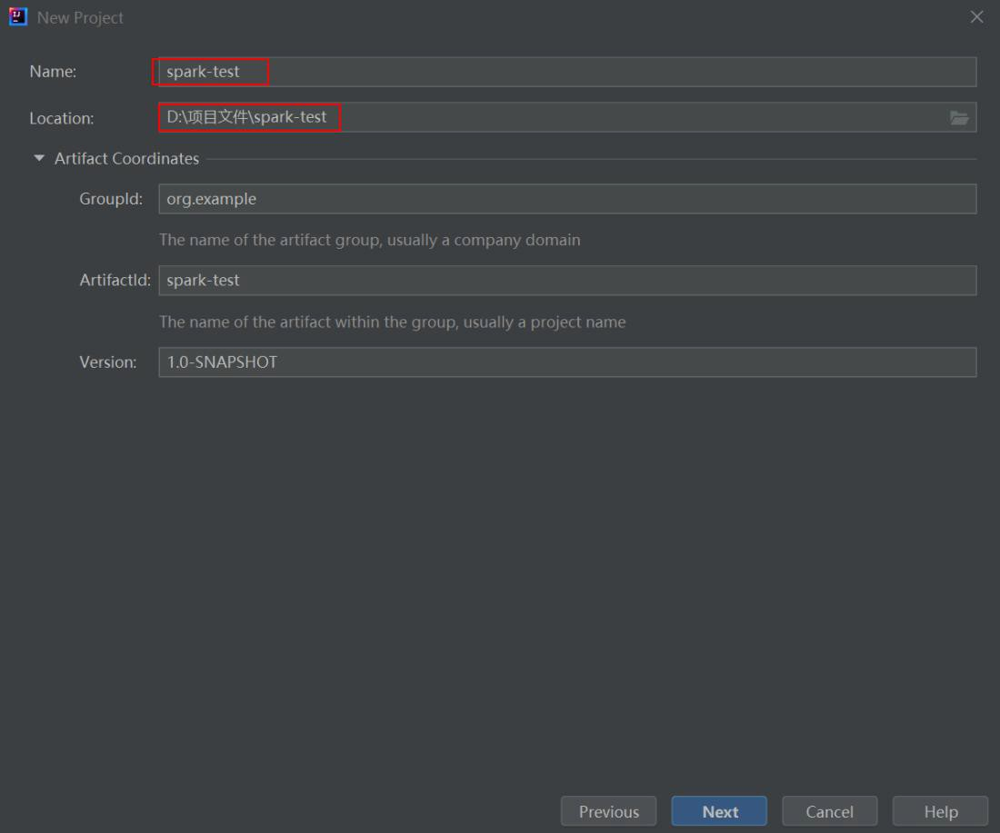 New Project
Name: spark-test
Location: D:\项目文件\spark-test
Artifact Coordinates
GroupId: org.example
The name of the artifact group, usually a company domain
ArtifactId: spark-test
The name of the artifact within the group, usually a project name
Version: 1.0-SNAPSHOT
Previous Next Cancel Help